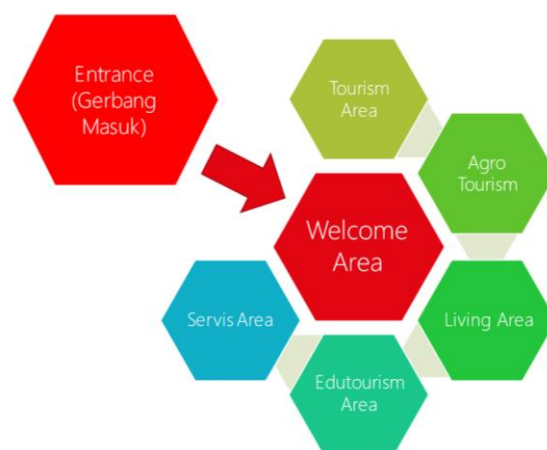 Entrance
(Gerbang
Masuk)
Tourism
Area
Agro
Tourism
Welcome
Area
Living Area
Edutourism
Area
Servis Area